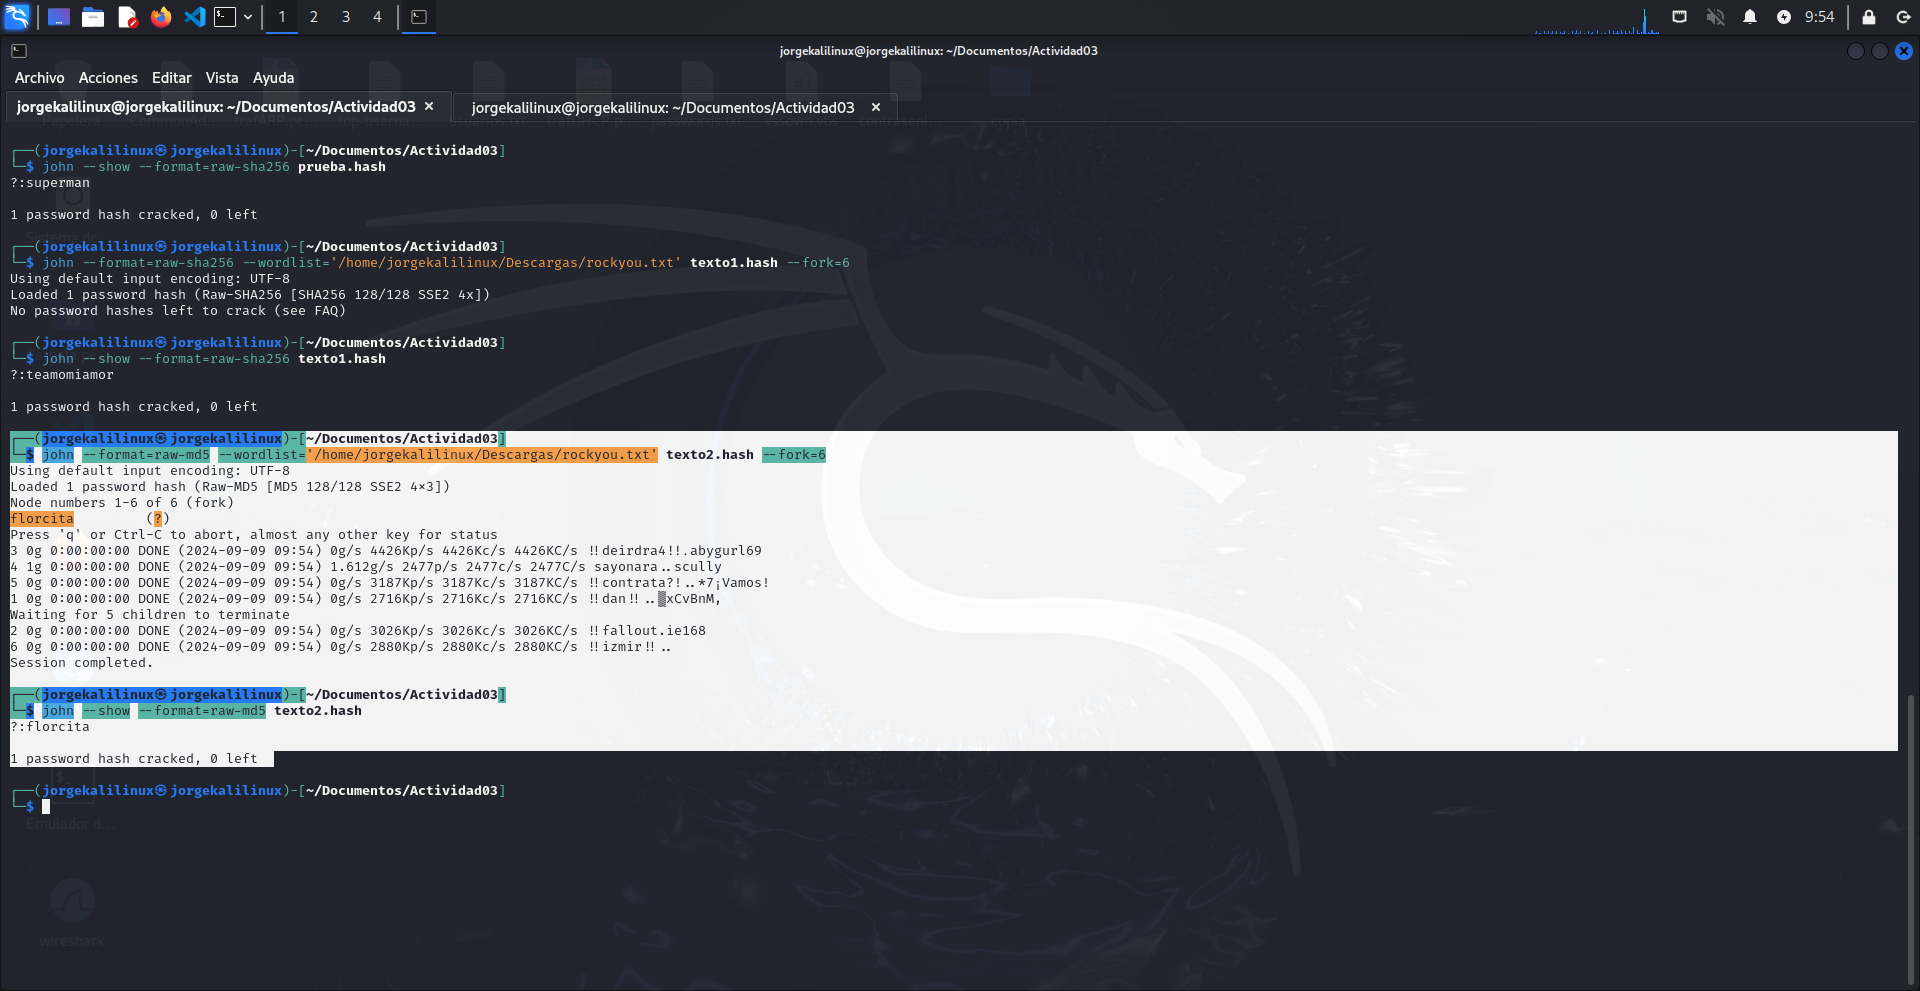 1 2 3 4
9:54
jorgekalilinux@jorgekalilinux: ~/Documentos/Actividad03
Archivo Acciones Editar Vista Ayuda
jorgekalilinux@jorgekalilinux: ~/Documentos/Actividad03 × jorgekalilinux@jorgekalilinux: ~/Documentos/Actividad03 ×
┌──(jorgekalilinux㉿jorgekalilinux)-[~/Documentos/Actividad03]
└─$ john --show --format=raw-sha256 prueba.hash
?:superman
1 password hash cracked, 0 left
┌──(jorgekalilinux㉿jorgekalilinux)-[~/Documentos/Actividad03]
└─$ john --format=raw-sha256 --wordlist='/home/jorgekalilinux/Descargas/rockyou.txt' texto1.hash --fork=6
Using default input encoding: UTF-8
Loaded 1 password hash (Raw-SHA256 [SHA256 128/128 SSE2 4x])
No password hashes left to crack (see FAQ)
┌──(jorgekalilinux㉿jorgekalilinux)-[~/Documentos/Actividad03]
└─$ john --show --format=raw-sha256 texto1.hash
?:teamomiamor
1 password hash cracked, 0 left
┌──(jorgekalilinux㉿jorgekalilinux)-[~/Documentos/Actividad03]
└─$ john --format=raw-md5 --wordlist='/home/jorgekalilinux/Descargas/rockyou.txt' texto2.hash --fork=6
Using default input encoding: UTF-8
Loaded 1 password hash (Raw-MD5 [MD5 128/128 SSE2 4×3])
Node numbers 1-6 of 6 (fork)
florcita (?)
Press 'q' or Ctrl-C to abort, almost any other key for status
3 0g 0:00:00:00 DONE (2024-09-09 09:54) 0g/s 4426Kp/s 4426Kc/s 4426KC/s !!deirdra4!!.abygurl69
4 1g 0:00:00:00 DONE (2024-09-09 09:54) 1.612g/s 2477p/s 2477c/s 2477C/s sayonara..scully
5 0g 0:00:00:00 DONE (2024-09-09 09:54) 0g/s 3187Kp/s 3187Kc/s 3187KC/s !!contrata?!..*7¡Vamos!
1 0g 0:00:00:00 DONE (2024-09-09 09:54) 0g/s 2716Kp/s 2716Kc/s 2716KC/s !!dan!!..▒xCvBnM,
Waiting for 5 children to terminate
2 0g 0:00:00:00 DONE (2024-09-09 09:54) 0g/s 3026Kp/s 3026Kc/s 3026KC/s !!fallout.ie168
6 0g 0:00:00:00 DONE (2024-09-09 09:54) 0g/s 2880Kp/s 2880Kc/s 2880KC/s !!izmir!!..
Session completed.
┌──(jorgekalilinux㉿jorgekalilinux)-[~/Documentos/Actividad03]
└─$ john --show --format=raw-md5 texto2.hash
?:florcita
1 password hash cracked, 0 left
┌──(jorgekalilinux㉿jorgekalilinux)-[~/Documentos/Actividad03]
└─$
Emulador d...
wireshark